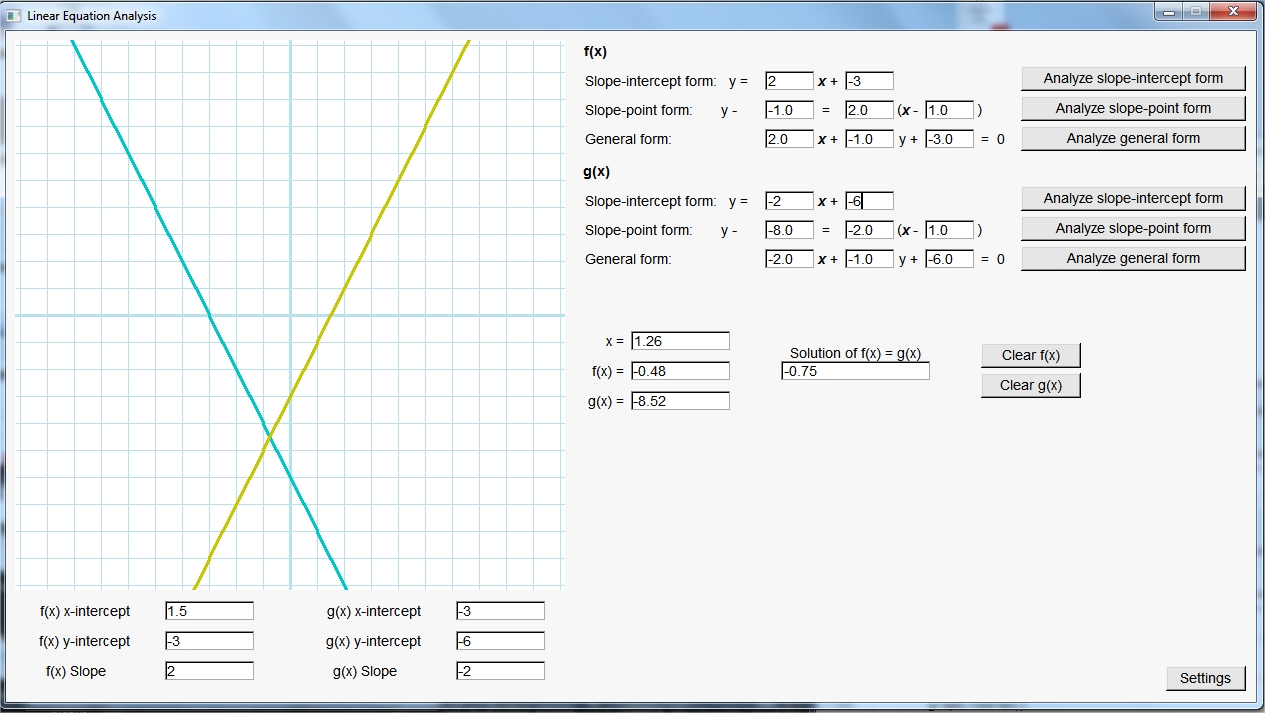 Linear Equation Analysis
f(x)
Slope-intercept form: y = 2 x + -3 Analyze slope-intercept form
Slope-point form: y - -1.0 = 2.0 (x - 1.0 ) Analyze slope-point form
General form: 2.0 x + -1.0 y + -3.0 = 0 Analyze general form
g(x)
Slope-intercept form: y = -2 x + -6 Analyze slope-intercept form
Slope-point form: y - -8.0 = -2.0 (x - 1.0 ) Analyze slope-point form
General form: -2.0 x + -1.0 y + -6.0 = 0 Analyze general form
x = 1.26
f(x) = -0.48
g(x) = -8.52
Solution of f(x) = g(x)
-0.75
Clear f(x)
Clear g(x)
f(x) x-intercept 1.5 g(x) x-intercept -3
f(x) y-intercept -3 g(x) y-intercept -6
f(x) Slope 2 g(x) Slope -2
Settings